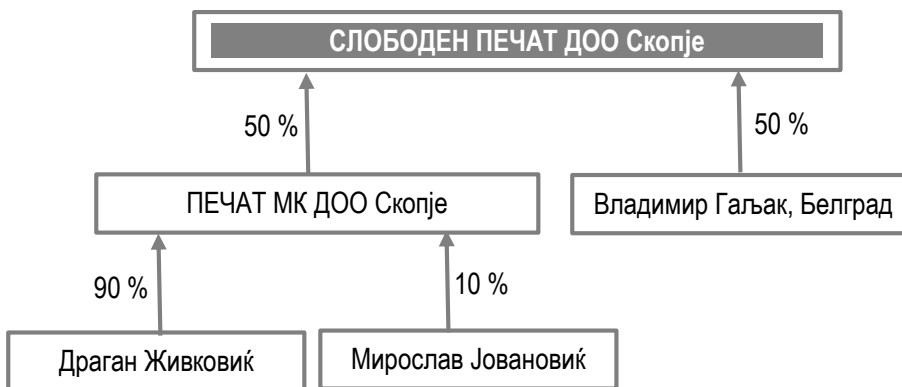 СЛОБОДЕН ПЕЧАТ ДОО Скопје
50 %
50 %
ПЕЧАТ МК ДОО Скопје
Владимир Гаљак, Белград
90 %
10 %
Драган Живковиќ
Мирослав Јовановиќ